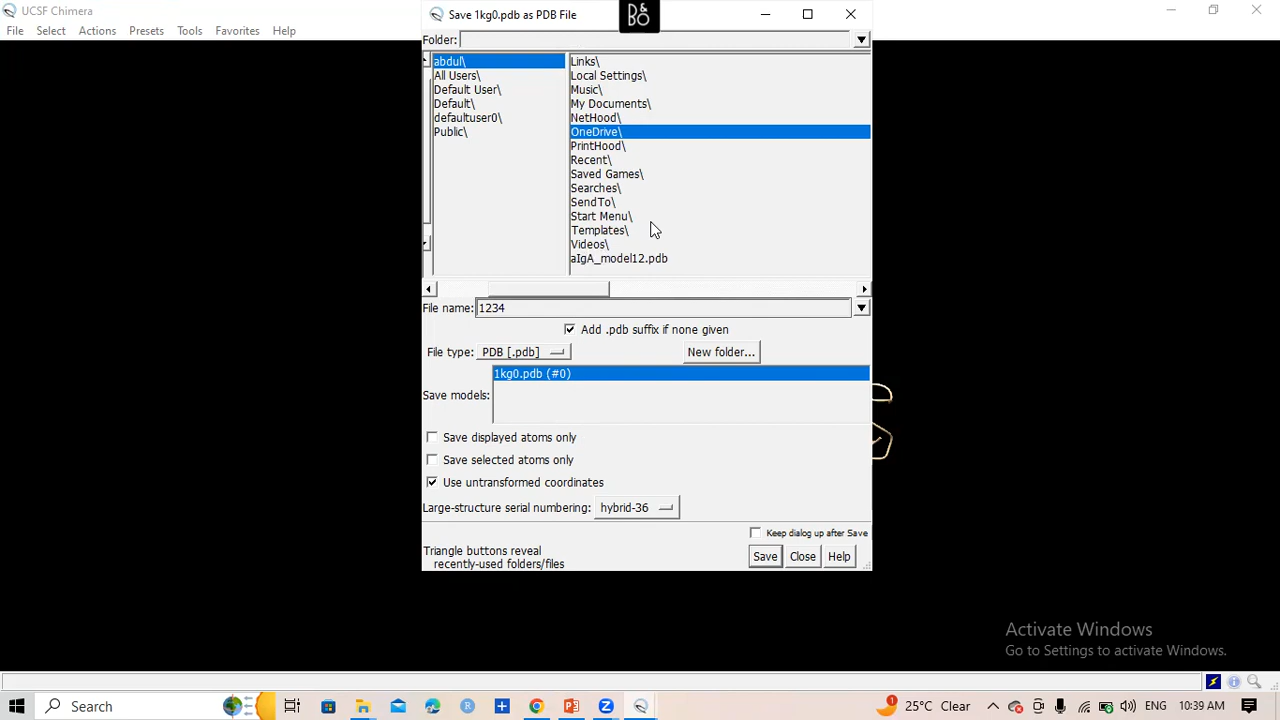 UCSF Chimera
File Select Actions Presets Tools Favorites Help
Save 1kg0.pdb as PDB File
B&O
Folder:
abdul\
All Users\
Default User\
Default\
defaultuser0\
Public\
Links\
Local Settings\
Music\
My Documents\
NetHood\
OneDrive\
PrintHood\
Recent\
Saved Games\
Searches\
SendTo\
Start Menu\
Templates\
Videos\
aIgA_model12.pdb
File name: 1234
Add .pdb suffix if none given
File type: PDB [.pdb] New folder...
1kg0.pdb (#0)
Save models:
Save displayed atoms only
Save selected atoms only
Use untransformed coordinates
Large-structure serial numbering: hybrid-36
Keep dialog up after Save
Triangle buttons reveal
recently-used folders/files
Save Close Help
Activate Windows
Go to Settings to activate Windows.
Search
1 25°C Clear ENG 10:39 AM